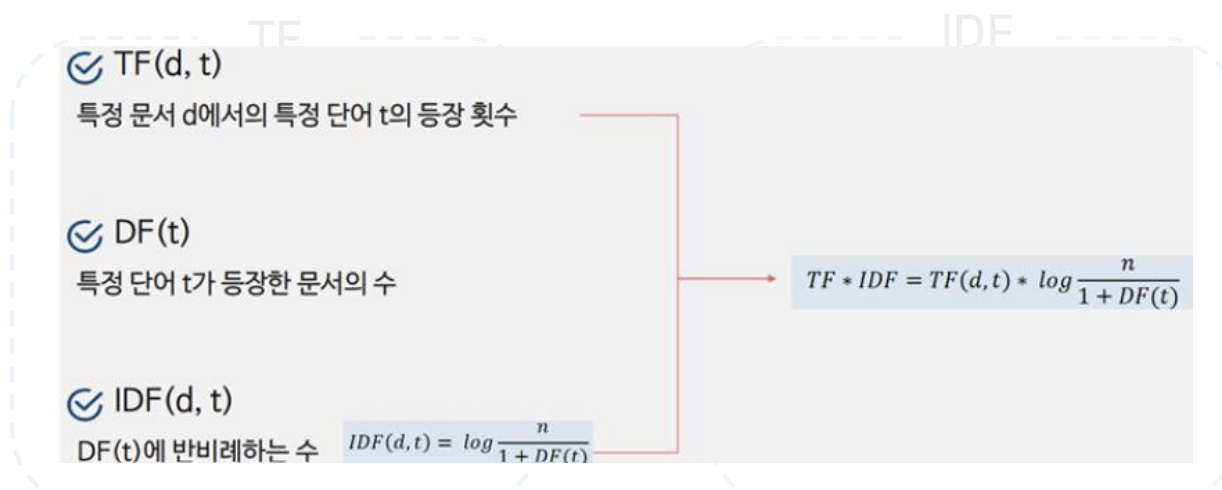 TF
IDF
TF(d, t)
특정 문서 d에서의 특정 단어 t의 등장 횟수
DF(t)
특정 단어 t가 등장한 문서의 수
TF * IDF = TF(d, t) * log n / 1 + DF(t)
IDF(d, t)
DF(t)에 반비례하는 수
IDF(d, t) = log n / 1 + DF(t)